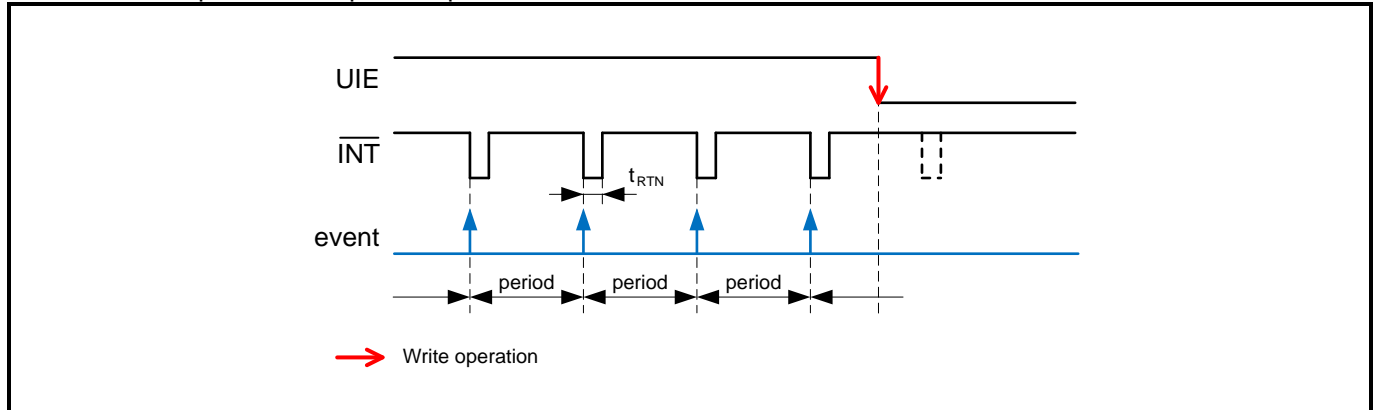 UIE
INT
tRTN
event
period period period
Write operation